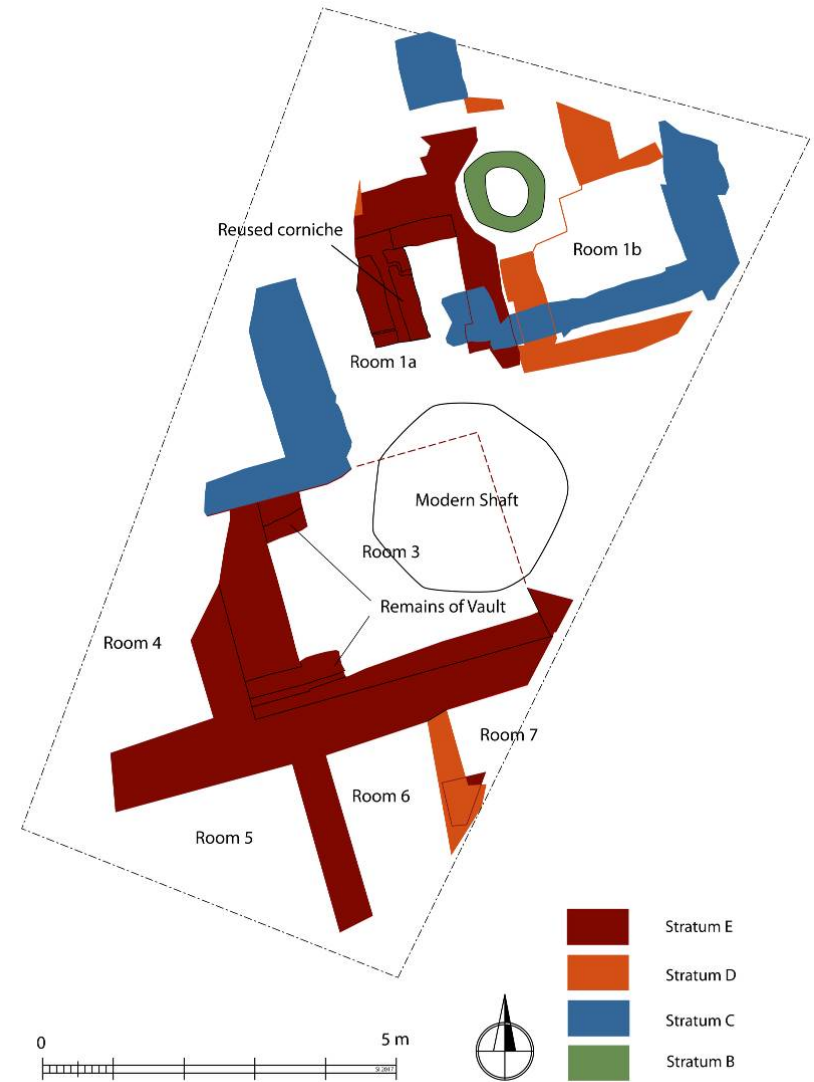 Reused corniche
Room 1b
Room 1a
Modern Shaft
Room 3
Remains of Vault
Room 4
Room 7
Room 6
Room 5
Stratum E
Stratum D
Stratum C
Stratum B
0
5 m